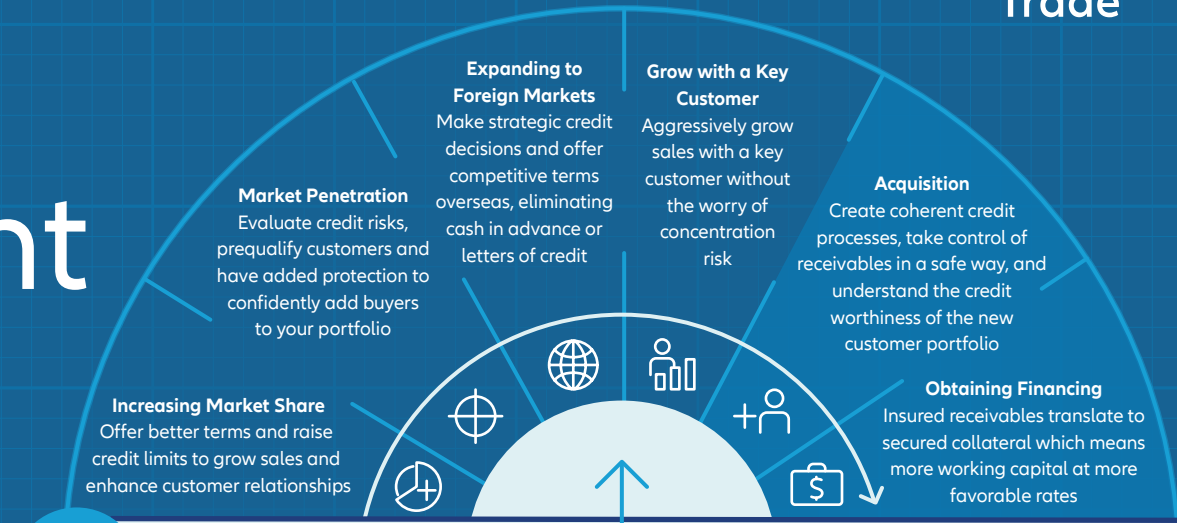 Trade
nt
Expanding to
Foreign Markets
Make strategic credit
decisions and offer
competitive terms
overseas, eliminating
cash in advance or
letters of credit
Grow with a Key
Customer
Aggressively grow
sales with a key
customer without
the worry of
concentration
risk
Market Penetration
Evaluate credit risks,
prequalify customers and
have added protection to
confidently add buyers
to your portfolio
Acquisition
Create coherent credit
processes, take control of
receivables in a safe way, and
understand the credit
worthiness of the new
customer portfolio
Increasing Market Share
Offer better terms and raise
credit limits to grow sales and
enhance customer relationships
Obtaining Financing
Insured receivables translate to
secured collateral which means
more working capital at more
favorable rates
$